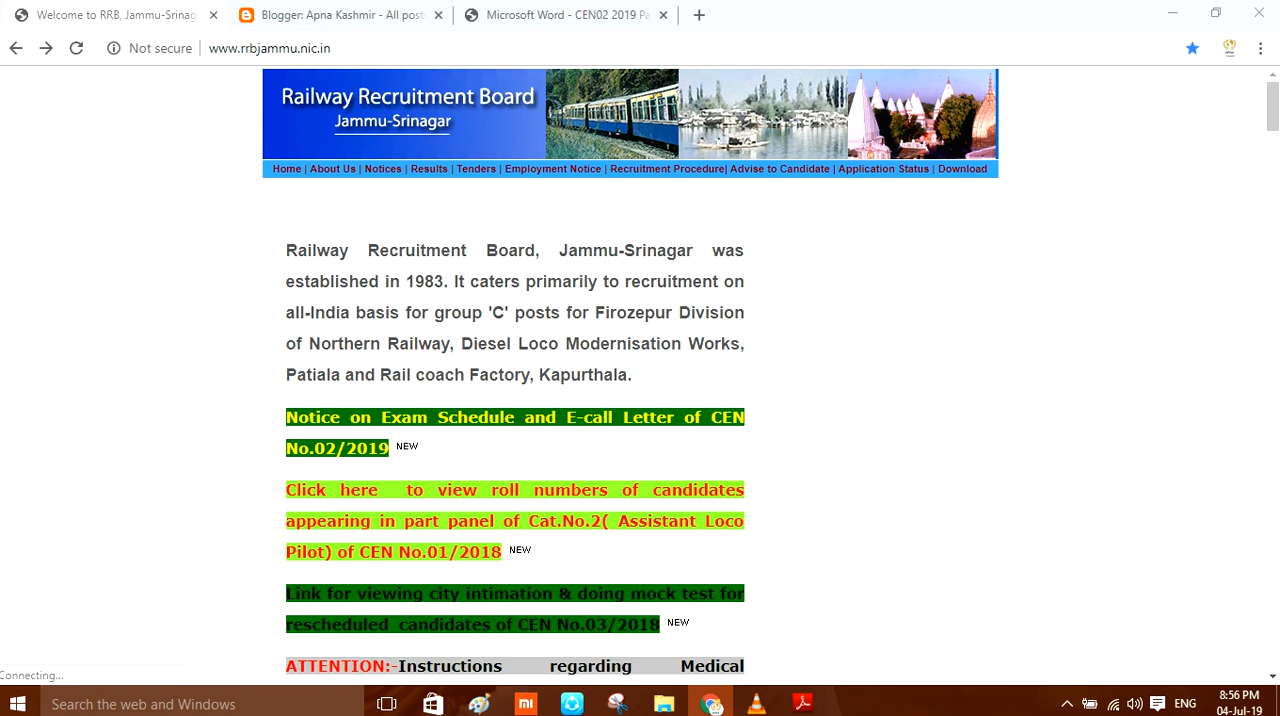 Welcome to RRB, Jammu-Srinag
Blogger: Apna Kashmir - All post
Microsoft Word - CEN02 2019 Pa
Not secure
www.rrbjammu.nic.in
Railway Recruitment Board
Jammu-Srinagar
Home | About Us | Notices | Results | Tenders | Employment Notice | Recruitment Procedure| Advise to Candidate | Application Status | Download
Railway Recruitment Board, Jammu-Srinagar was
established in 1983. It caters primarily to recruitment on
all-India basis for group 'C' posts for Firozepur Division
of Northern Railway, Diesel Loco Modernisation Works,
Patiala and Rail coach Factory, Kapurthala.
Notice on Exam Schedule and E-call Letter of CEN
No.02/2019 NEW
Click here to view roll numbers of candidates
appearing in part panel of Cat.No.2( Assistant Loco
Pilot) of CEN No.01/2018 NEW
Link for viewing city intimation & doing mock test for
rescheduled candidates of CEN No.03/2018 NEW
ATTENTION:-Instructions regarding Medical
Connecting...
Search the web and Windows
mi
ENG
8:56 PM
04-Jul-19